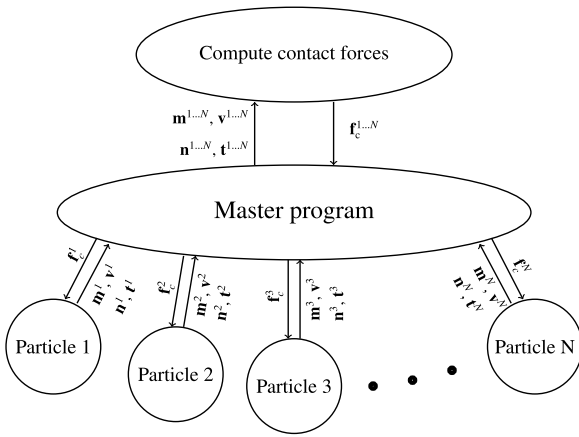 Compute contact forces
m^{1...N}, v^{1...N}
n^{1...N}, t^{1...N}
f_c^{1...N}
Master program
f_c^1
m^1, v^1
n^1, t^1
f_c^2
m^2, v^2
n^2, t^2
f_c^3
m^3, v^3
n^3, t^3
m^N, v^N
n^N, t^N
f_c^N
Particle 1
Particle 2
Particle 3
Particle N